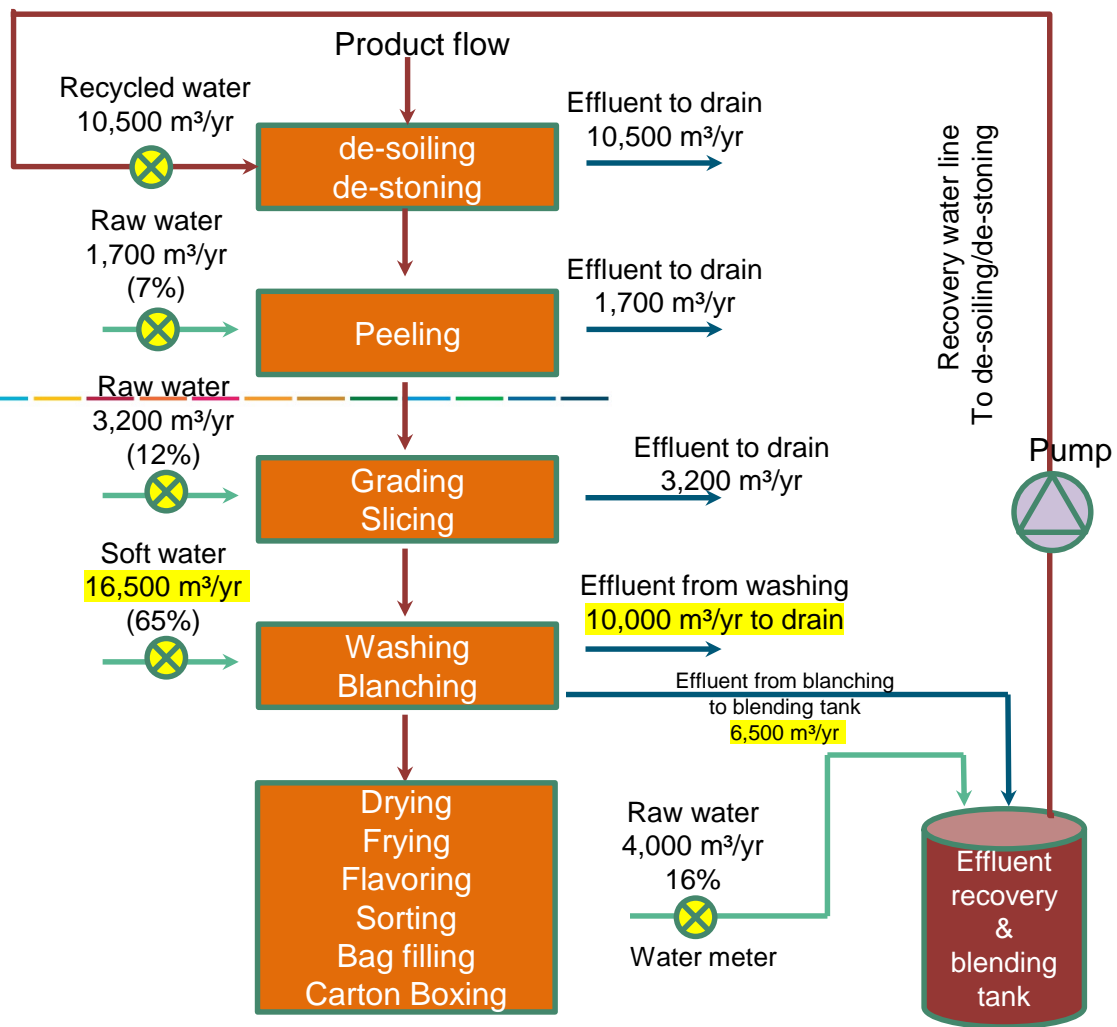 Product flow
Recycled water
10,500 m³/yr
de-soiling
de-stoning
Effluent to drain
10,500 m³/yr
Raw water
1,700 m³/yr
(7%)
Peeling
Effluent to drain
1,700 m³/yr
Recovery water line
To de-soiling/de-stoning
Raw water
3,200 m³/yr
(12%)
Grading
Slicing
Effluent to drain
3,200 m³/yr
Pump
Soft water
16,500 m³/yr
(65%)
Washing
Blanching
Effluent from washing
10,000 m³/yr to drain
Effluent from blanching
to blending tank
6,500 m³/yr
Drying
Frying
Flavoring
Sorting
Bag filling
Carton Boxing
Raw water
4,000 m³/yr
16%
Water meter
Effluent
recovery
&
blending
tank